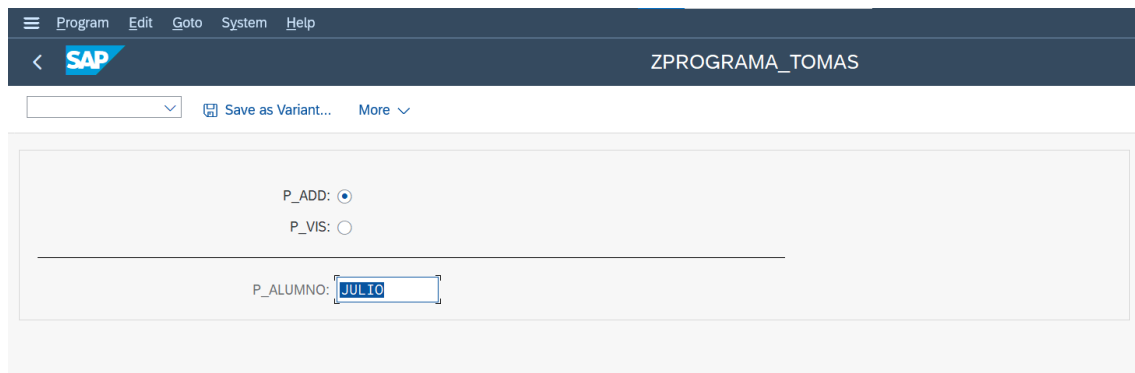 Program Edit Goto System Help
SAP ZPROGRAMA_TOMAS
Save as Variant... More
P_ADD:
P_VIS:
P_ALUMNO: JULIO